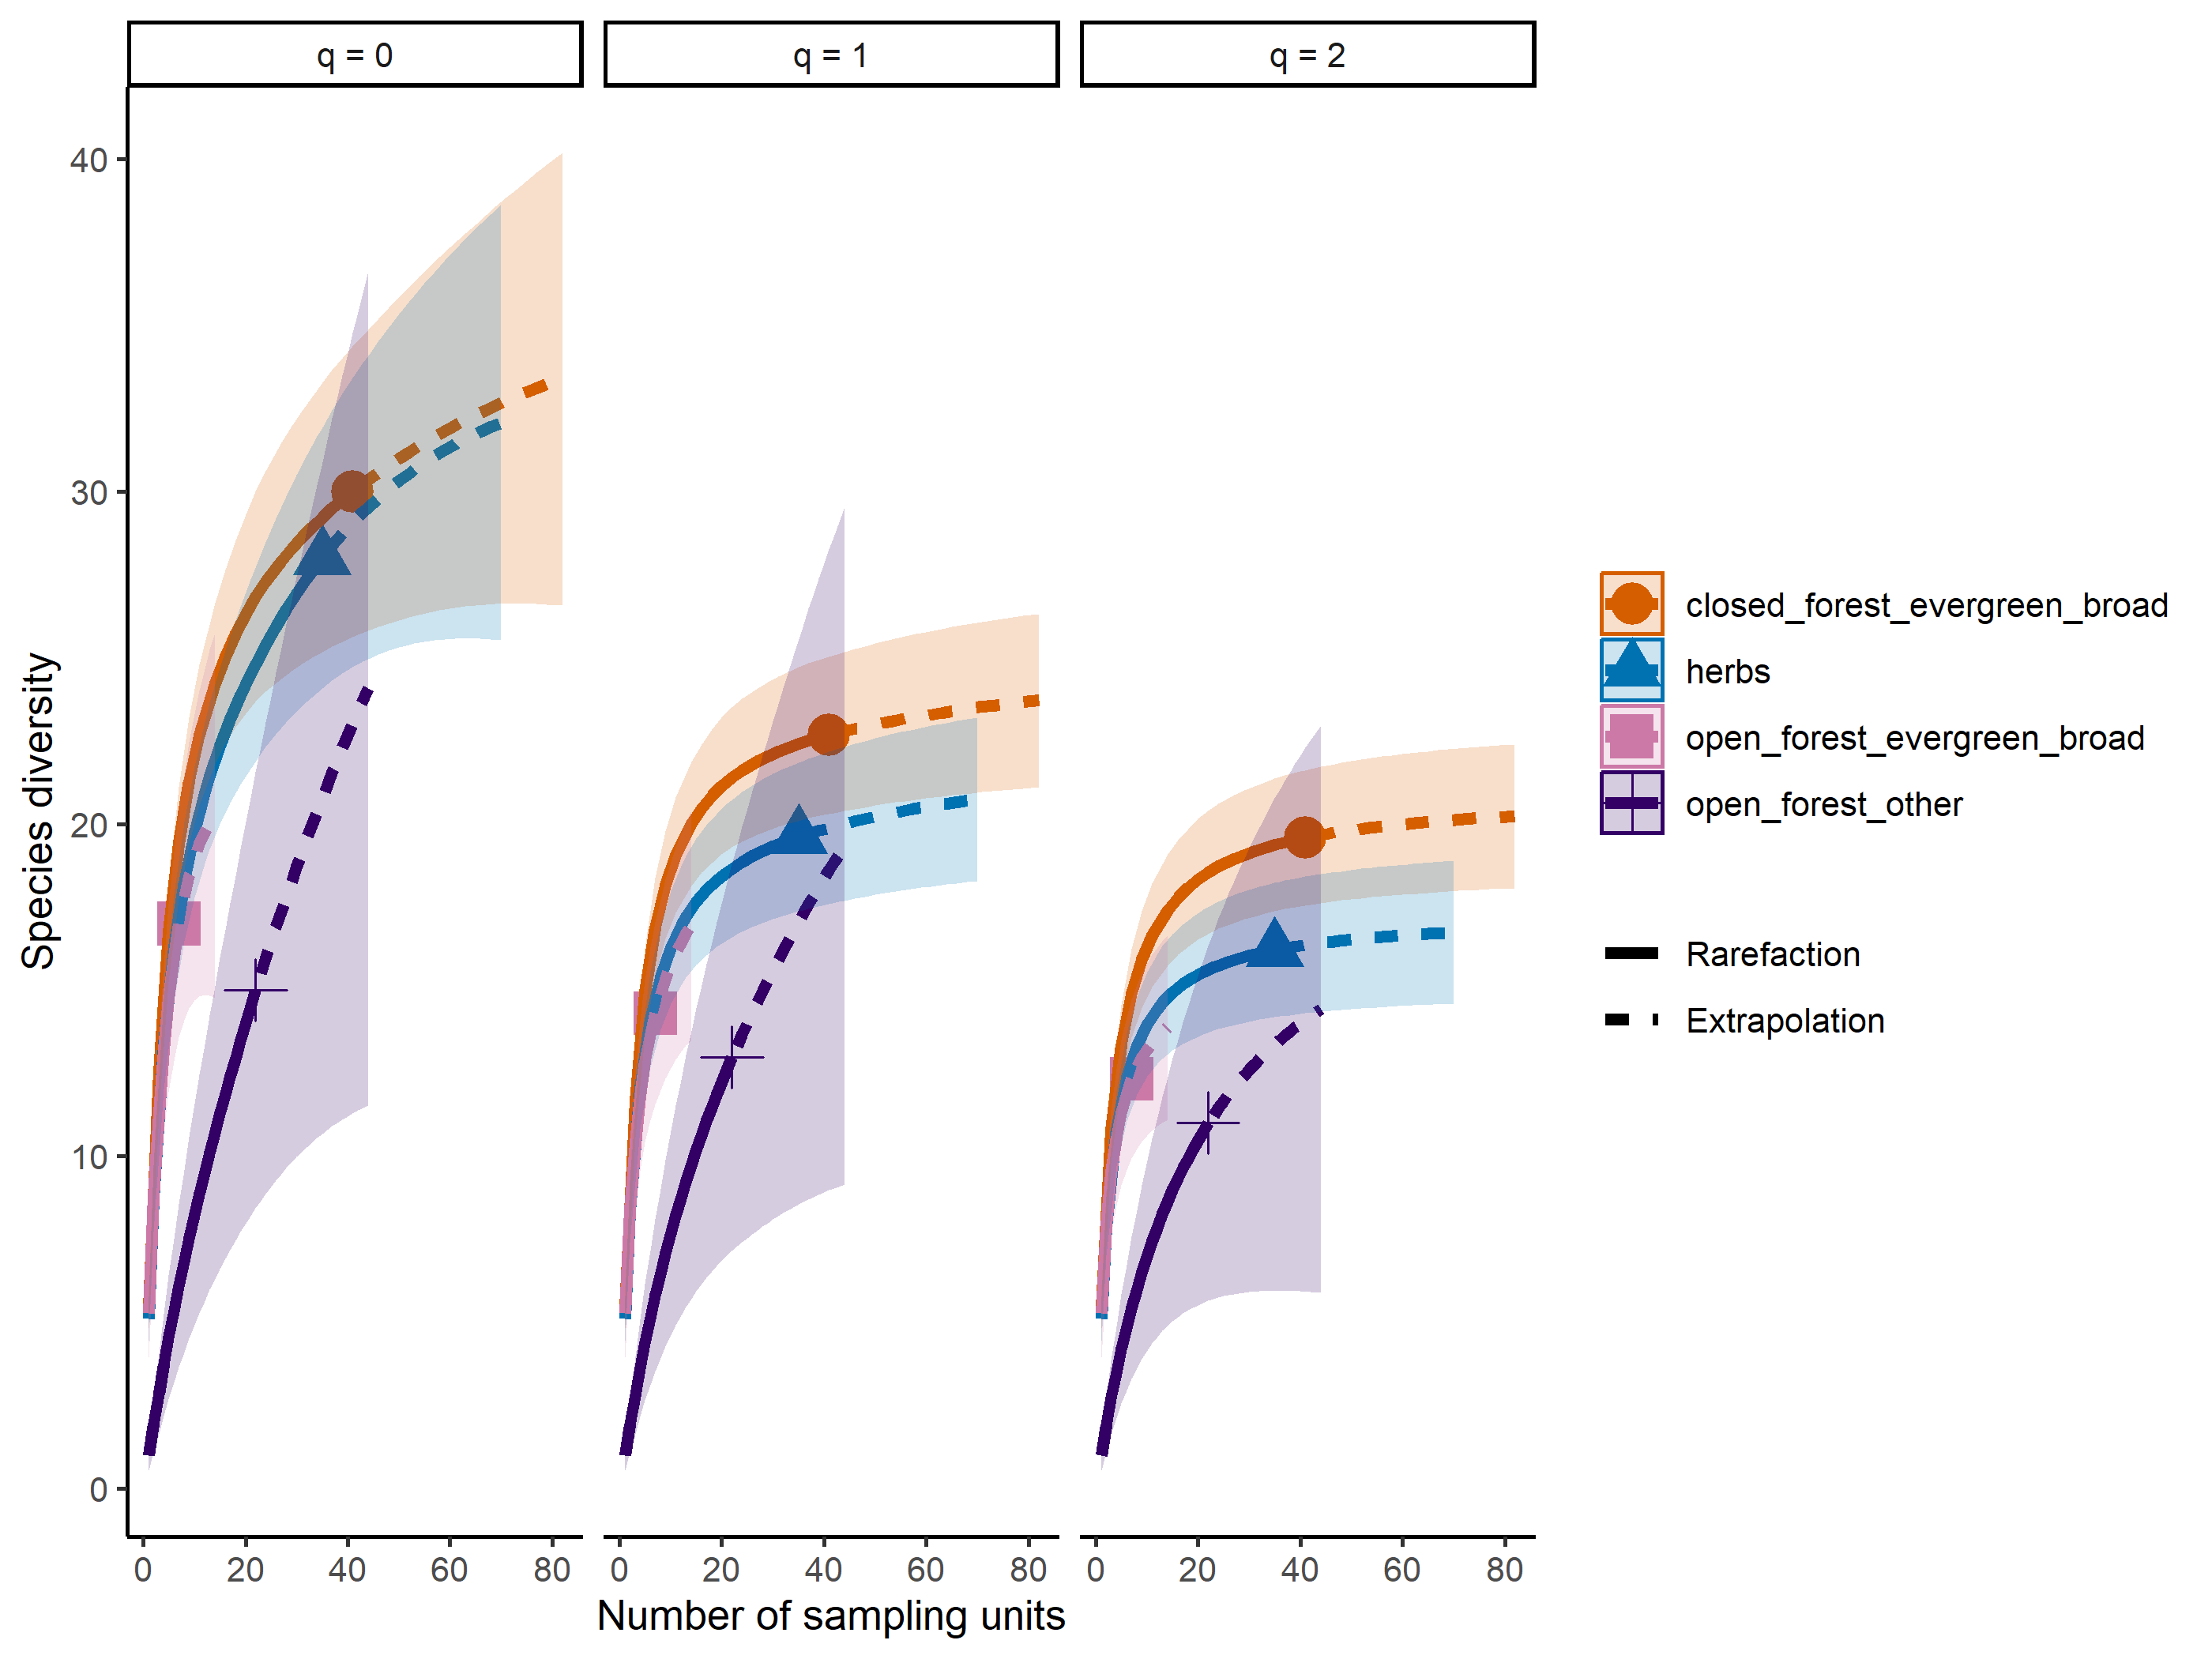 q = 0
q = 1
q = 2
Species diversity
40
30
20
10
0
0 20 40 60 80
0 20 40 60 80
0 20 40 60 80
Number of sampling units
closed_forest_evergreen_broad
herbs
open_forest_evergreen_broad
open_forest_other
Rarefaction
Extrapolation